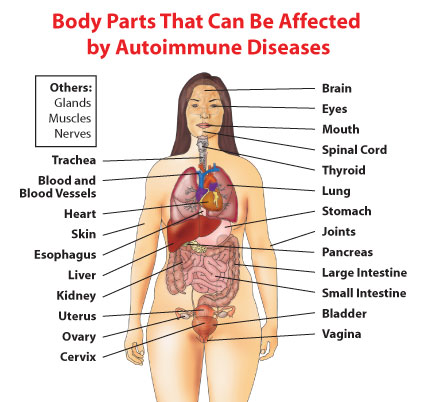 Body Parts That Can Be Affected
by Autoimmune Diseases
Others:
Glands
Muscles
Nerves
Trachea
Blood and
Blood Vessels
Heart
Skin
Esophagus
Liver
Kidney
Uterus
Ovary
Cervix
Brain
Eyes
Mouth
Spinal Cord
Thyroid
Lung
Stomach
Joints
Pancreas
Large Intestine
Small Intestine
Bladder
Vagina